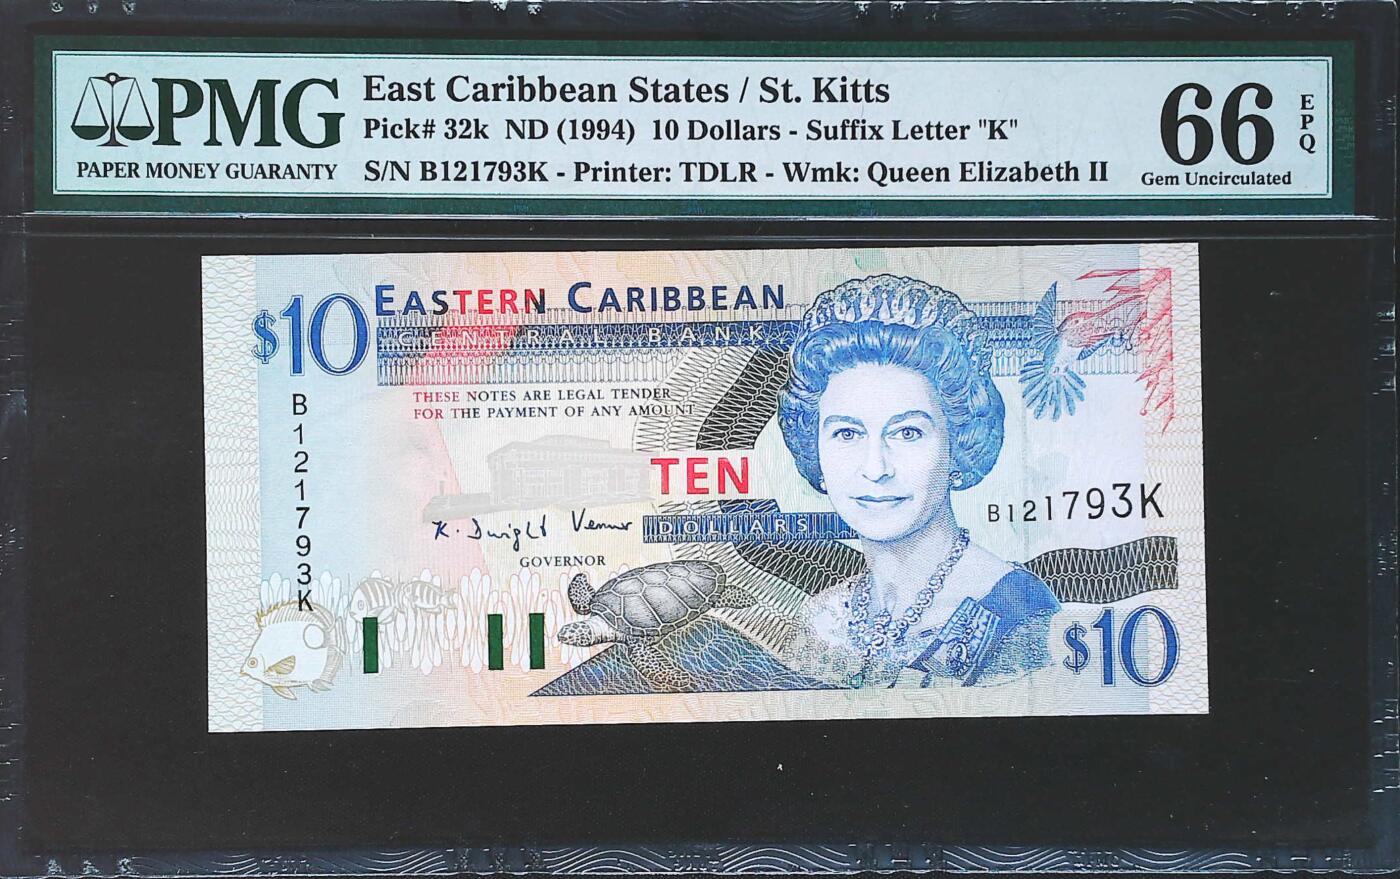 PMG
PAPER MONEY GUARANTY
East Caribbean States / St. Kitts
Pick# 32k ND (1994) 10 Dollars - Suffix Letter "K"
S/N B121793K - Printer: TDLR - Wmk: Queen Elizabeth II
66
EPQ
Gem Uncirculated
$10
EASTERN CARIBBEAN
CENTRAL BANK
THESE NOTES ARE LEGAL TENDER
FOR THE PAYMENT OF ANY AMOUNT
B121793K
TEN
DOLLARS
K. Dwight Venner
GOVERNOR
B121793K
$10